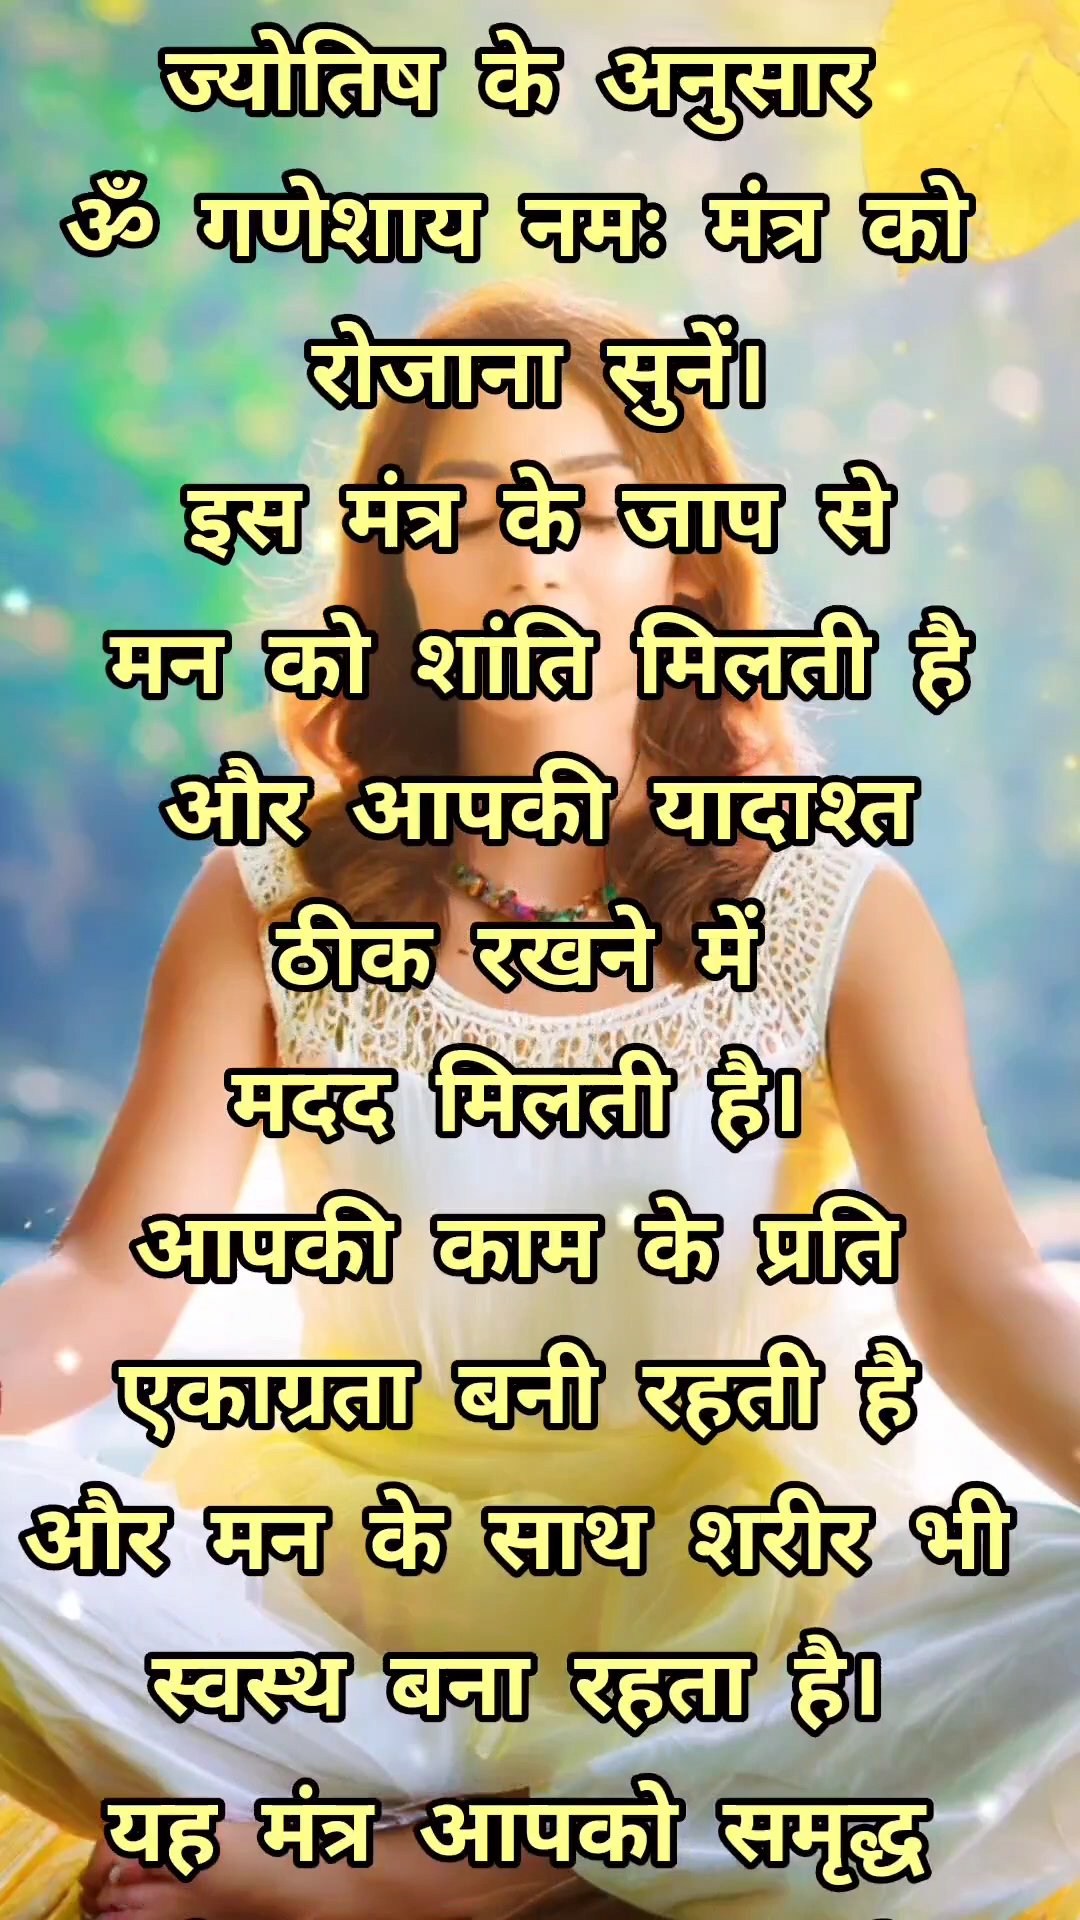 ज्योतिष के अनुसार
ॐ गणेशाय नमः मंत्र को
रोजाना सुनें।
इस मंत्र के जाप से
मन को शांति मिलती है
और आपकी यादाश्त
ठीक रखने में
मदद मिलती है।
आपकी काम के प्रति
एकाग्रता बनी रहती है
और मन के साथ शरीर भी
स्वस्थ बना रहता है।
यह मंत्र आपको समृद्ध